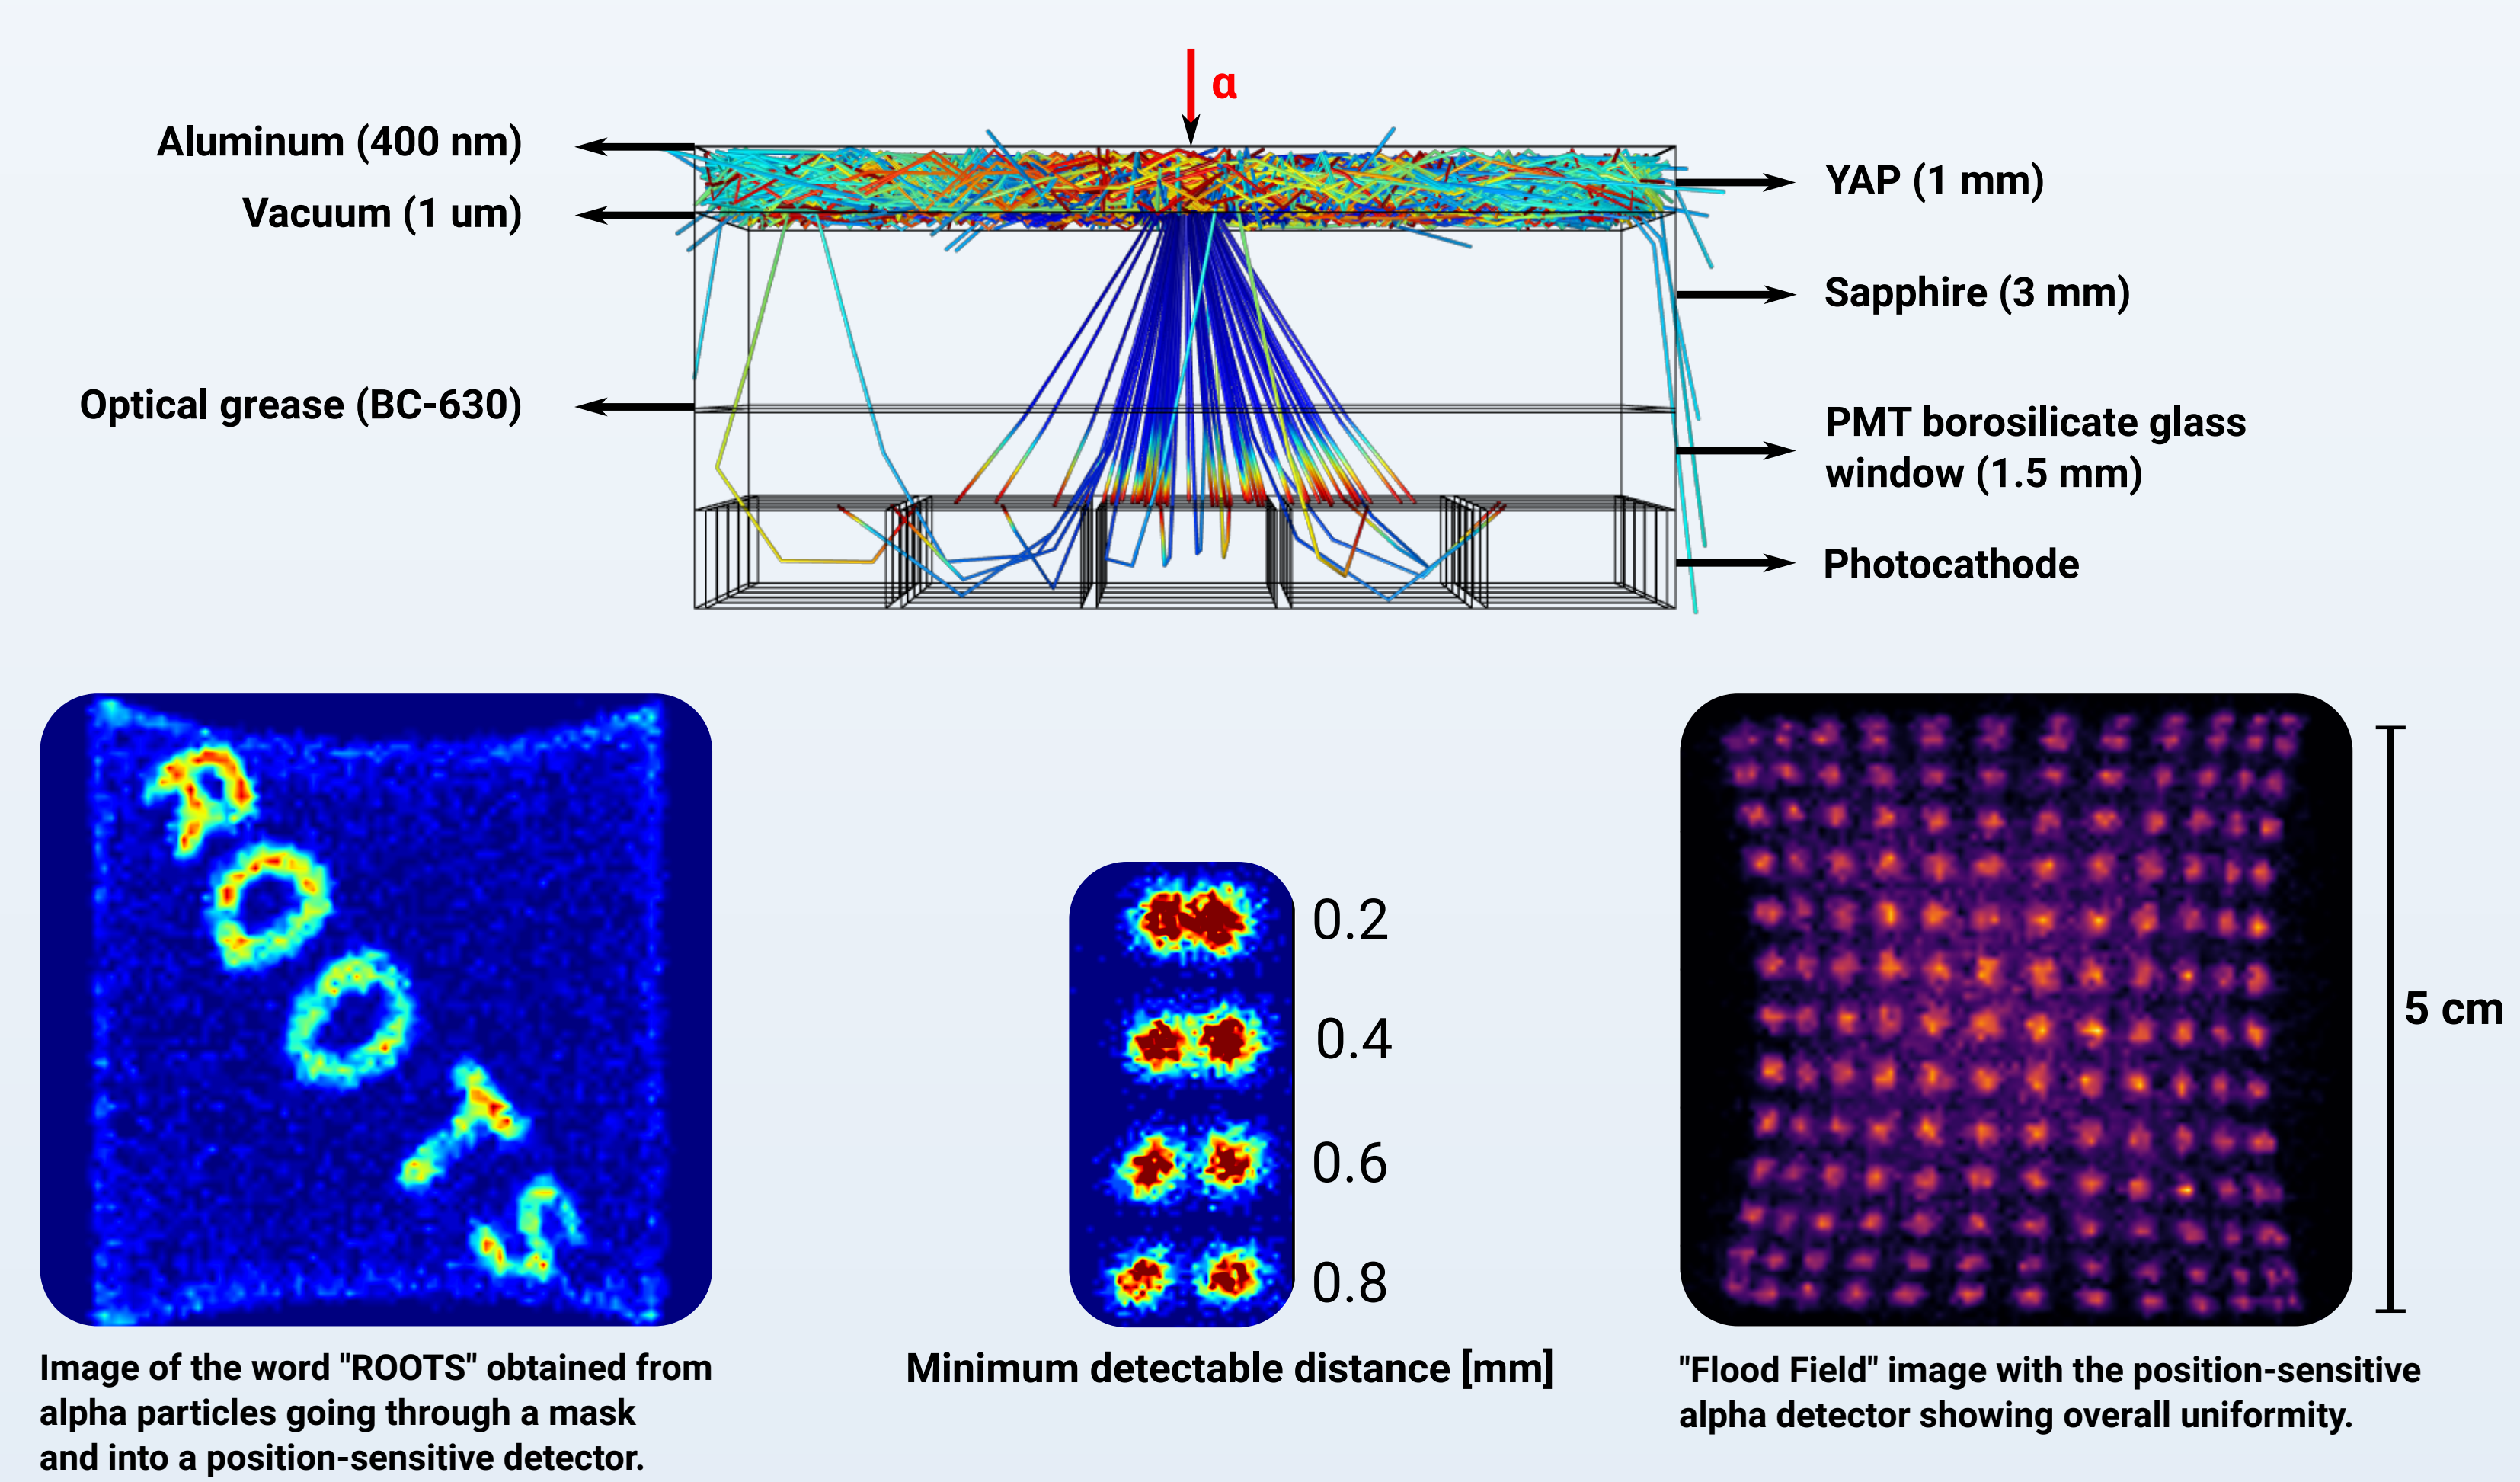 α
Aluminum (400 nm)
Vacuum (1 um)
Optical grease (BC-630)
YAP (1 mm)
Sapphire (3 mm)
PMT borosilicate glass
window (1.5 mm)
Photocathode
ROOTS
Image of the word "ROOTS" obtained from
alpha particles going through a mask
and into a position-sensitive detector.
0.2
0.4
0.6
0.8
Minimum detectable distance [mm]
5 cm
"Flood Field" image with the position-sensitive
alpha detector showing overall uniformity.